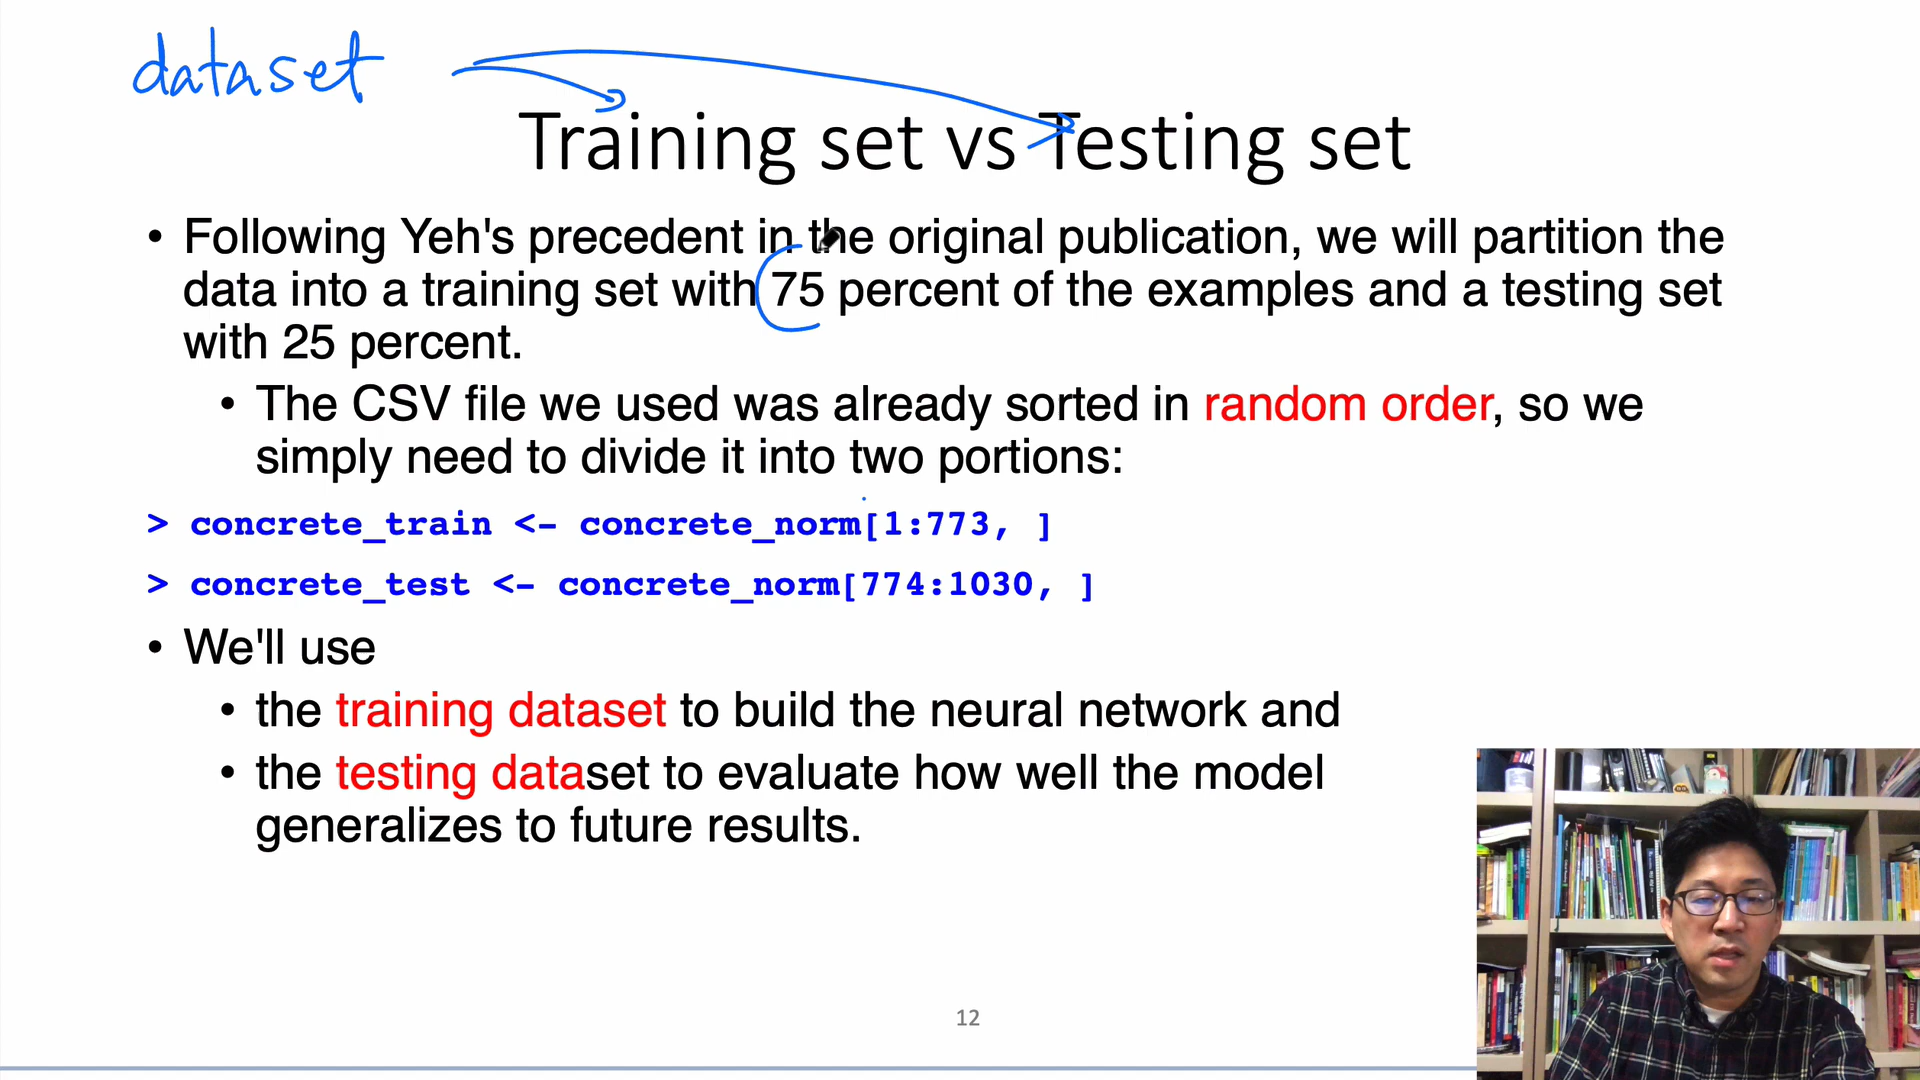 dataset
Training set vs Testing set
• Following Yeh's precedent in the original publication, we will partition the
data into a training set with 75 percent of the examples and a testing set
with 25 percent.
• The CSV file we used was already sorted in random order, so we
simply need to divide it into two portions:
> concrete_train <- concrete_norm[1:773, ]
> concrete_test <- concrete_norm[774:1030, ]
• We'll use
• the training dataset to build the neural network and
• the testing dataset to evaluate how well the model
generalizes to future results.
12